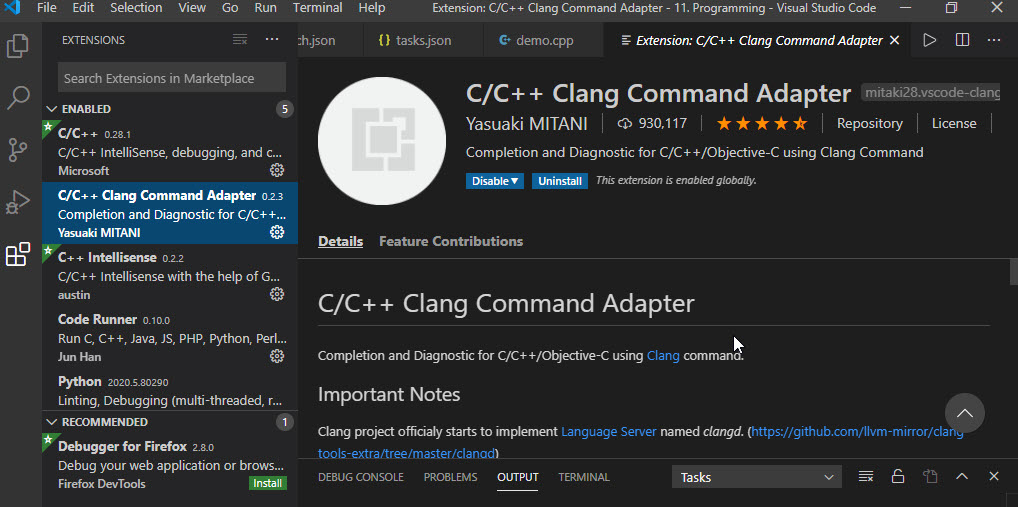 File Edit Selection View Go Run Terminal Help Extension: C/C++ Clang Command Adapter - 11. Programming - Visual Studio Code
EXTENSIONS
ch.json {} tasks.json demo.cpp Extension: C/C++ Clang Command Adapter
Search Extensions in Marketplace
ENABLED 5
C/C++ 0.28.1
C/C++ IntelliSense, debugging, and c...
Microsoft
C/C++ Clang Command Adapter 0.2.3
Completion and Diagnostic for C/C++...
Yasuaki MITANI
C++ Intellisense 0.2.2
C/C++ Intellisense with the help of G...
austin
Code Runner 0.10.0
Run C, C++, Java, JS, PHP, Python, Perl...
Jun Han
Python 2020.5.80290
Linting, Debugging (multi-threaded, r...
RECOMMENDED 1
Debugger for Firefox 2.8.0
Debug your web application or brows...
Firefox DevTools Install
C/C++ Clang Command Adapter mitaki28.vscode-clang
Yasuaki MITANI 930,117 Repository License
Completion and Diagnostic for C/C++/Objective-C using Clang Command
Disable Uninstall This extension is enabled globally.
Details Feature Contributions
C/C++ Clang Command Adapter
Completion and Diagnostic for C/C++/Objective-C using Clang command.
Important Notes
Clang project officialy starts to implement Language Server named clangd. (https://github.com/llvm-mirror/clang-
tools-extra/tree/master/clangd)
DEBUG CONSOLE PROBLEMS OUTPUT TERMINAL Tasks